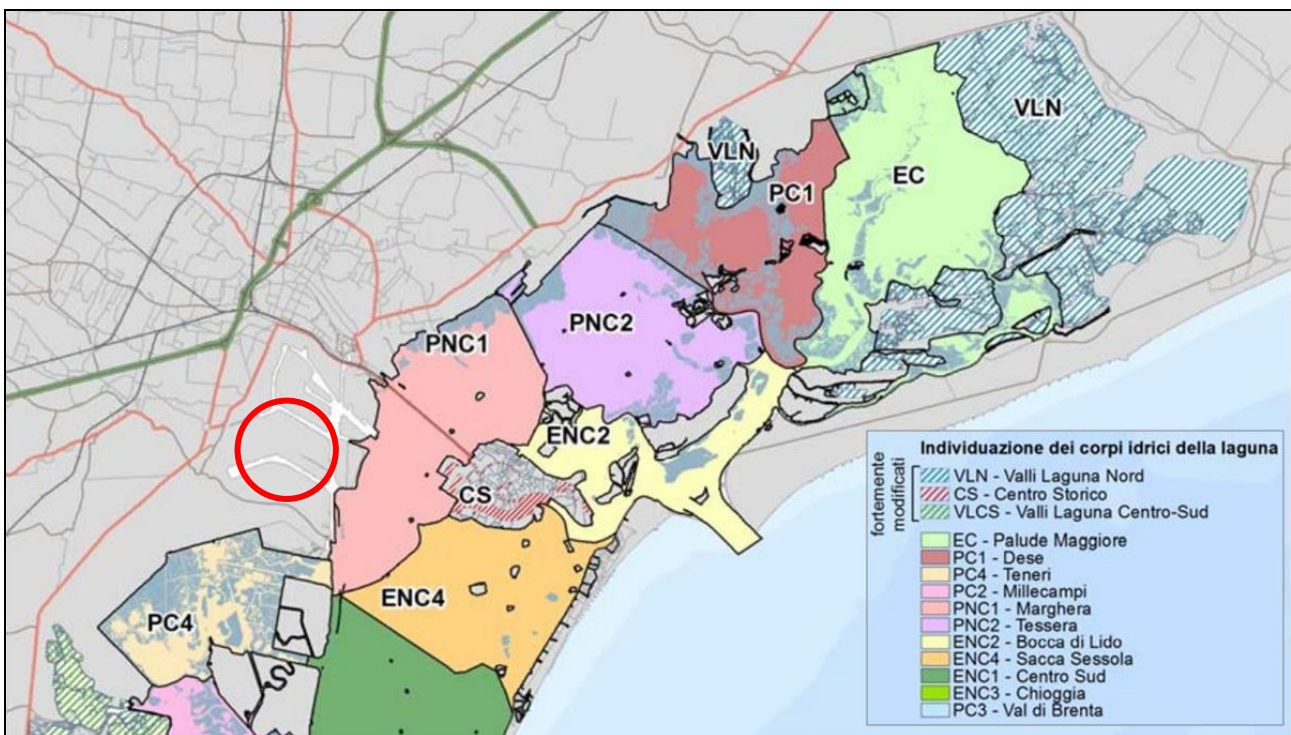 VLN
VLN
EC
PC1
PNC2
PNC1
ENC2
CS
ENC4
PC4
Individuazione dei corpi idrici della laguna
fortemente modificati
VLN - Valli Laguna Nord
CS - Centro Storico
VLCS - Valli Laguna Centro-Sud
EC - Palude Maggiore
PC1 - Dese
PC4 - Teneri
PC2 - Millecampi
PNC1 - Marghera
PNC2 - Tessera
ENC2 - Bocca di Lido
ENC4 - Sacca Sessola
ENC1 - Centro Sud
ENC3 - Chioggia
PC3 - Val di Brenta